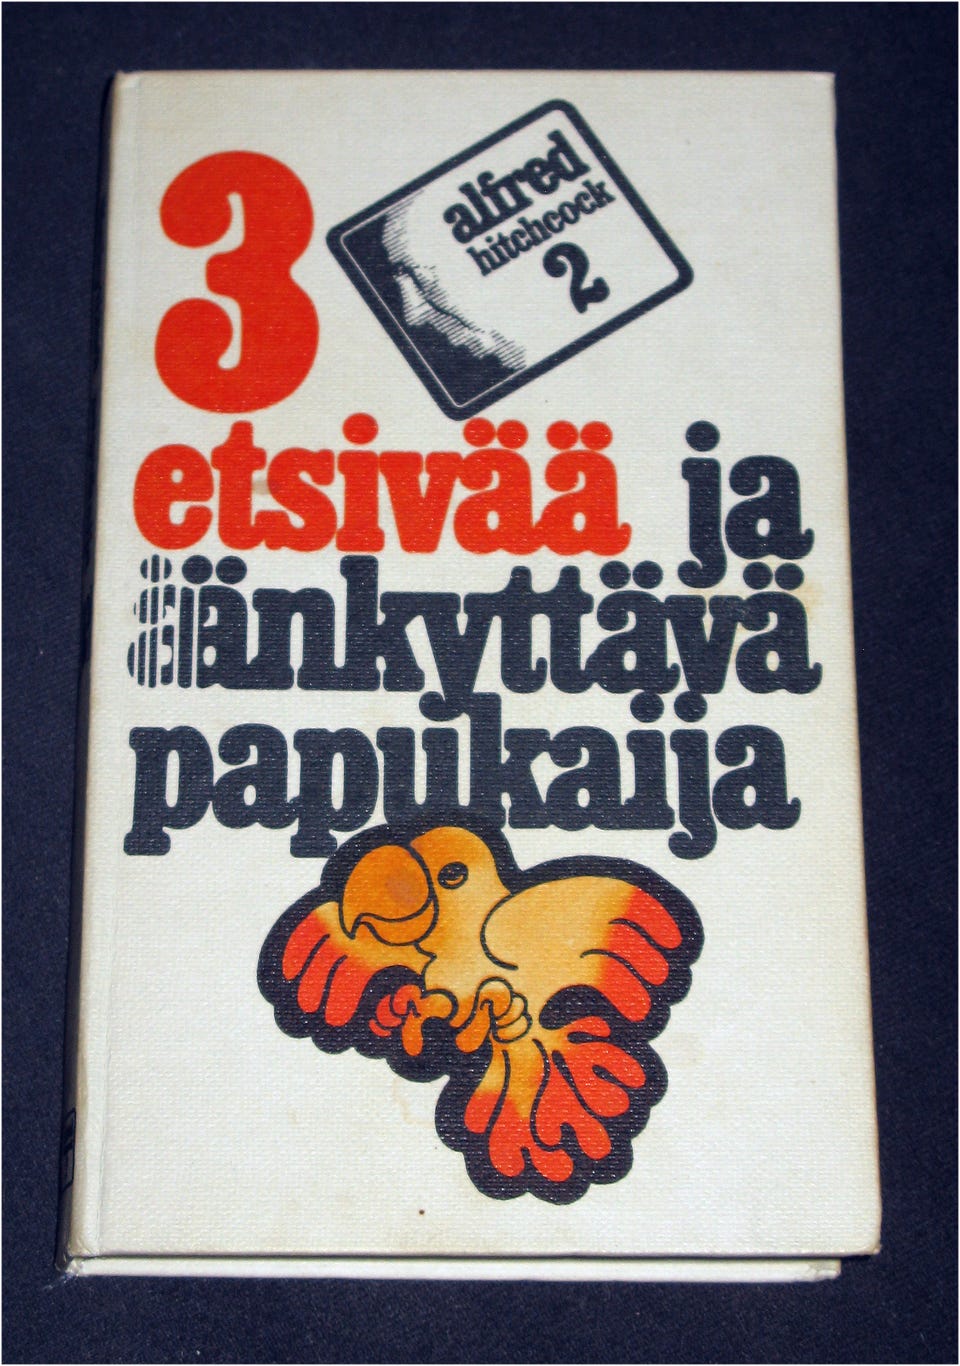 3
alfred
hitchcock
2
etsivää ja
änkyttävä
papukaija